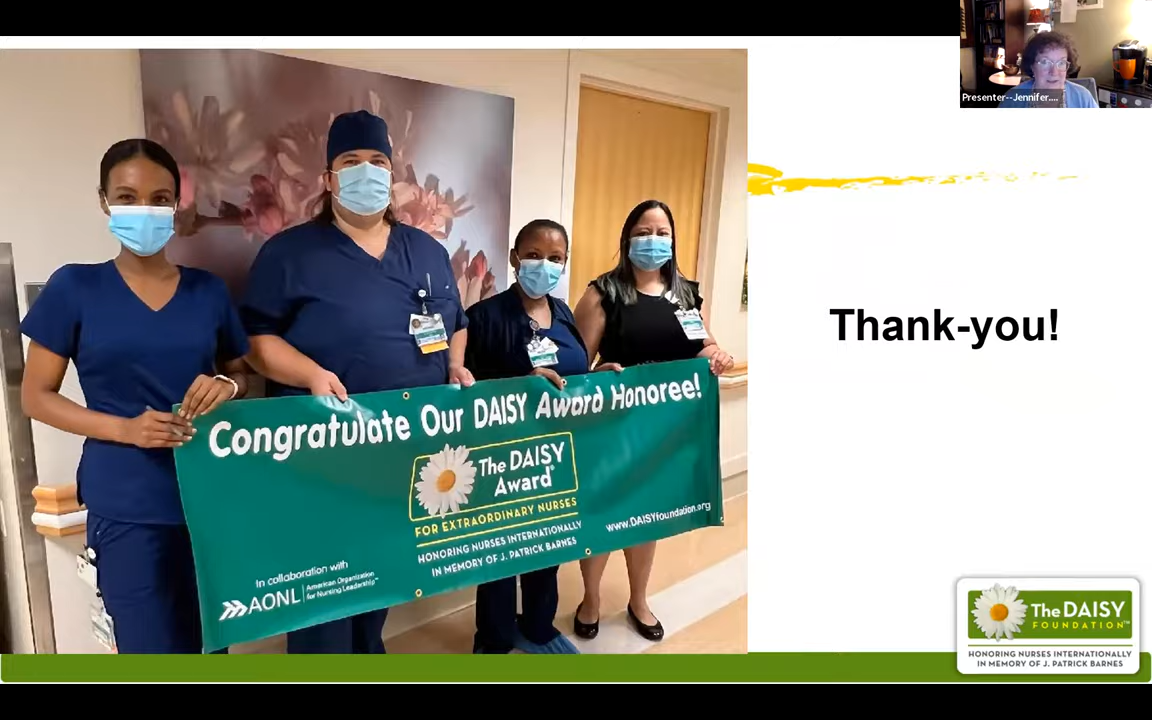 Presenter--Jennifer....
Congratulate Our DAISY Award Honoree!
The DAISY
Award®
FOR EXTRAORDINARY NURSES
HONORING NURSES INTERNATIONALLY
IN MEMORY OF J. PATRICK BARNES
www.DAISYfoundation.org
In collaboration with
AONL
American Organization
for Nursing Leadership™
Thank-you!
The DAISY
FOUNDATION™
HONORING NURSES INTERNATIONALLY
IN MEMORY OF J. PATRICK BARNES